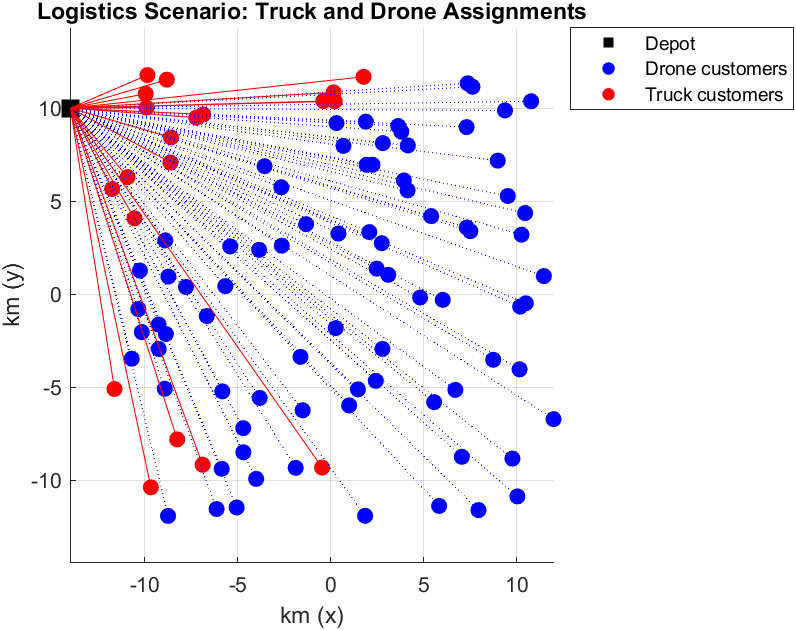 Logistics Scenario: Truck and Drone Assignments
Depot
Drone customers
Truck customers
10
5
0
-5
-10
km (y)
-10
-5
0
5
10
km (x)